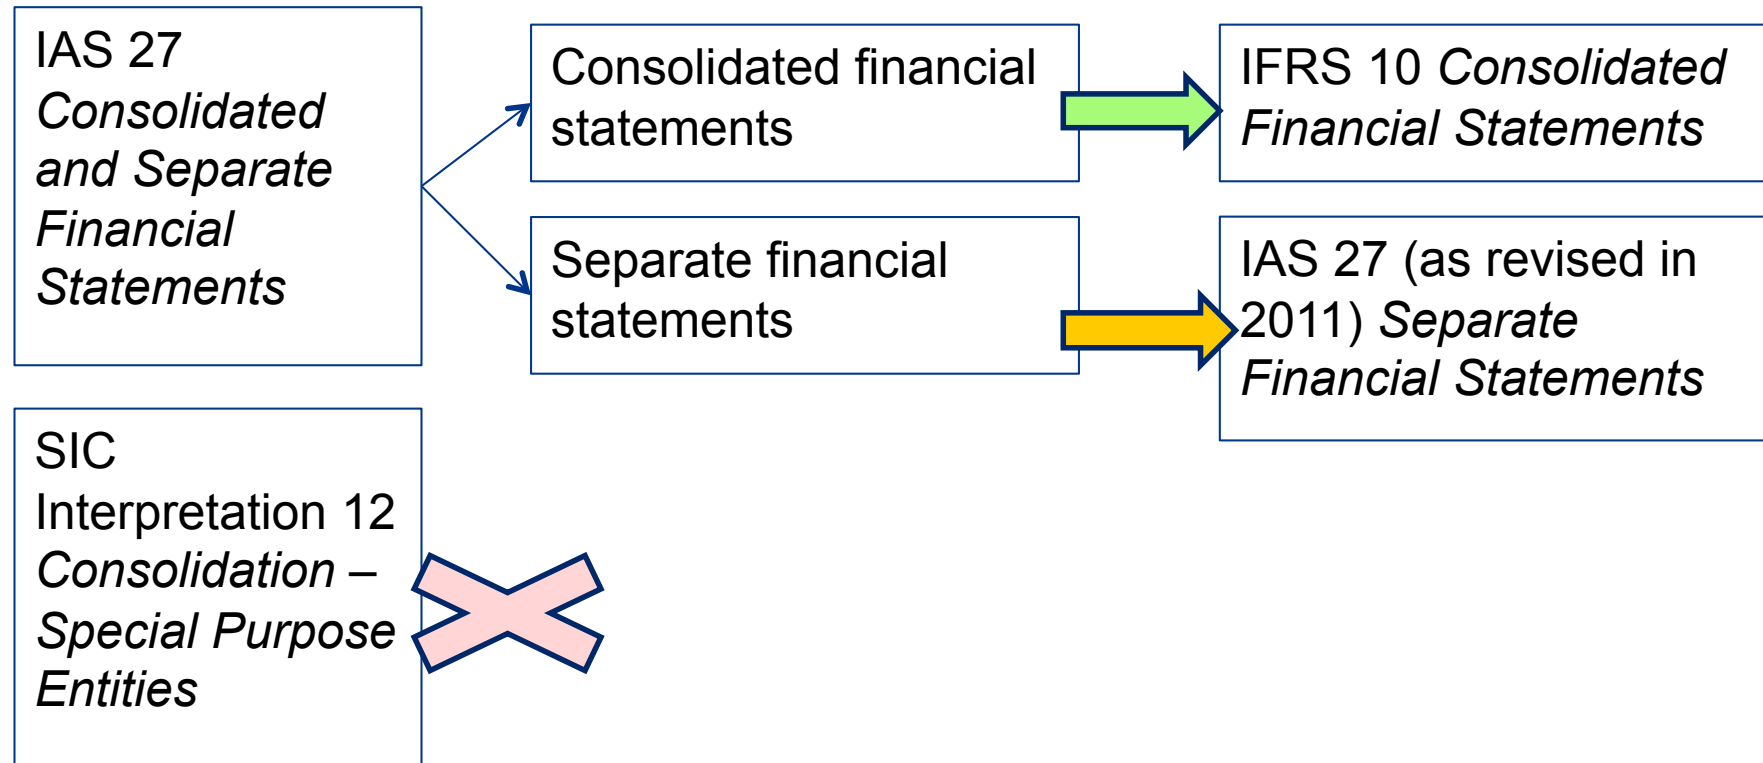 IAS 27
Consolidated
and Separate
Financial
Statements
Consolidated financial
statements
IFRS 10 Consolidated
Financial Statements
Separate financial
statements
IAS 27 (as revised in
2011) Separate
Financial Statements
SIC
Interpretation 12
Consolidation –
Special Purpose
Entities